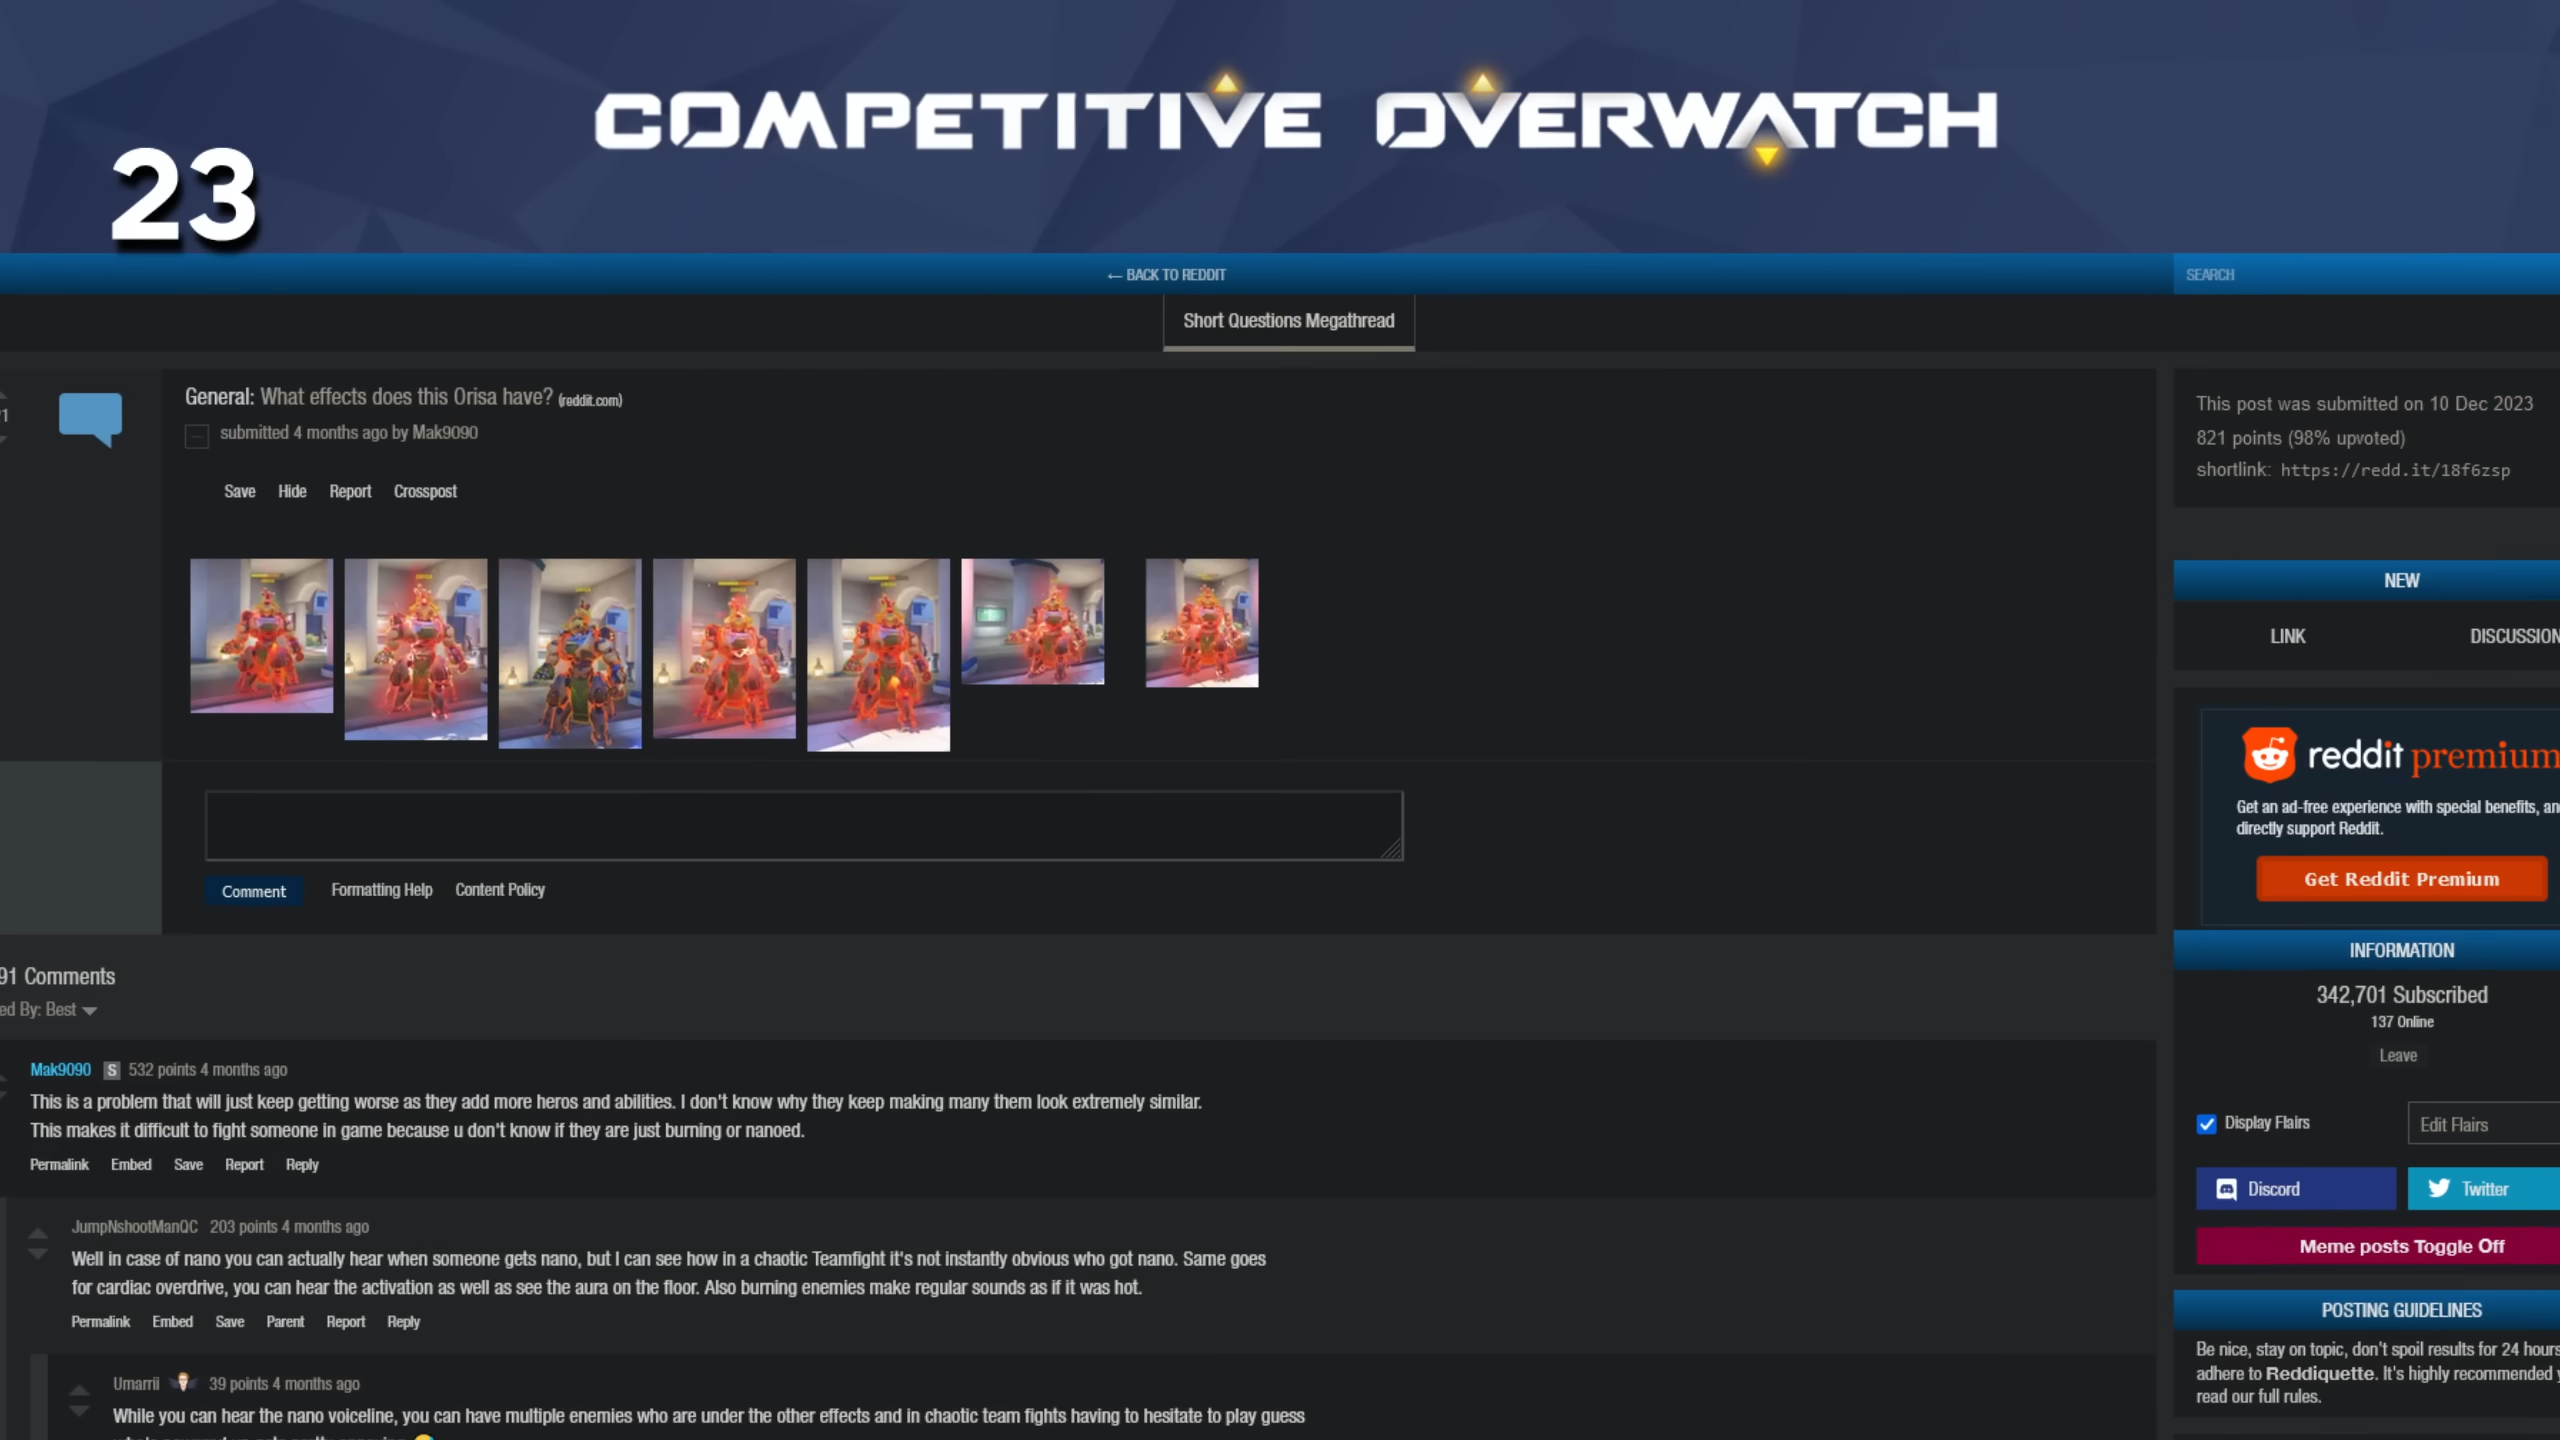 COMPETITIVE OVERWATCH
23
← BACK TO REDDIT
SEARCH
Short Questions Megathread
General: What effects does this Orisa have? (reddit.com)
submitted 4 months ago by Mak9090
Save Hide Report Crosspost
Comment Formatting Help Content Policy
91 Comments
ed By: Best
Mak9090 S 532 points 4 months ago
This is a problem that will just keep getting worse as they add more heros and abilities. I don't know why they keep making many them look extremely similar.
This makes it difficult to fight someone in game because u don't know if they are just burning or nanoed.
Permalink Embed Save Report Reply
JumpNshootManQC 203 points 4 months ago
Well in case of nano you can actually hear when someone gets nano, but I can see how in a chaotic Teamfight it's not instantly obvious who got nano. Same goes
for cardiac overdrive, you can hear the activation as well as see the aura on the floor. Also burning enemies make regular sounds as if it was hot.
Permalink Embed Save Parent Report Reply
Umarrii 39 points 4 months ago
While you can hear the nano voiceline, you can have multiple enemies who are under the other effects and in chaotic team fights having to hesitate to play guess
This post was submitted on 10 Dec 2023
821 points (98% upvoted)
shortlink: https://redd.it/18f6zsp
NEW
LINK DISCUSSION
reddit premium
Get an ad-free experience with special benefits, an
directly support Reddit.
Get Reddit Premium
INFORMATION
342,701 Subscribed
137 Online
Leave
Display Flairs Edit Flairs
Discord Twitter
Meme posts Toggle Off
POSTING GUIDELINES
Be nice, stay on topic, don't spoil results for 24 hours
adhere to Reddiquette. It's highly recommended y
read our full rules.